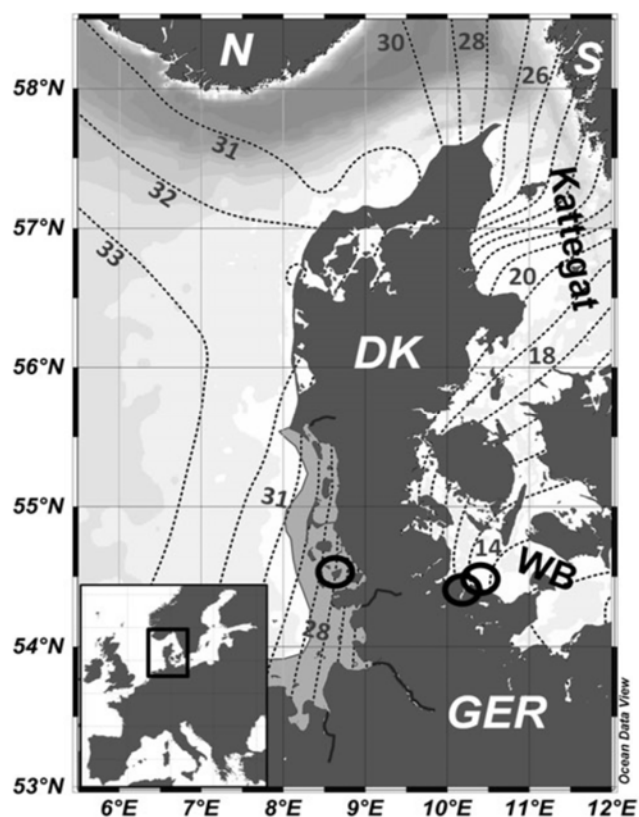 N
S
30
28
26
58°N
31
32
57°N
33
Kattegat
20
DK
18
56°N
55°N
31
14
WB
54°N
28
GER
53°N
6°E 7°E 8°E 9°E 10°E 11°E 12°E
Ocean Data View